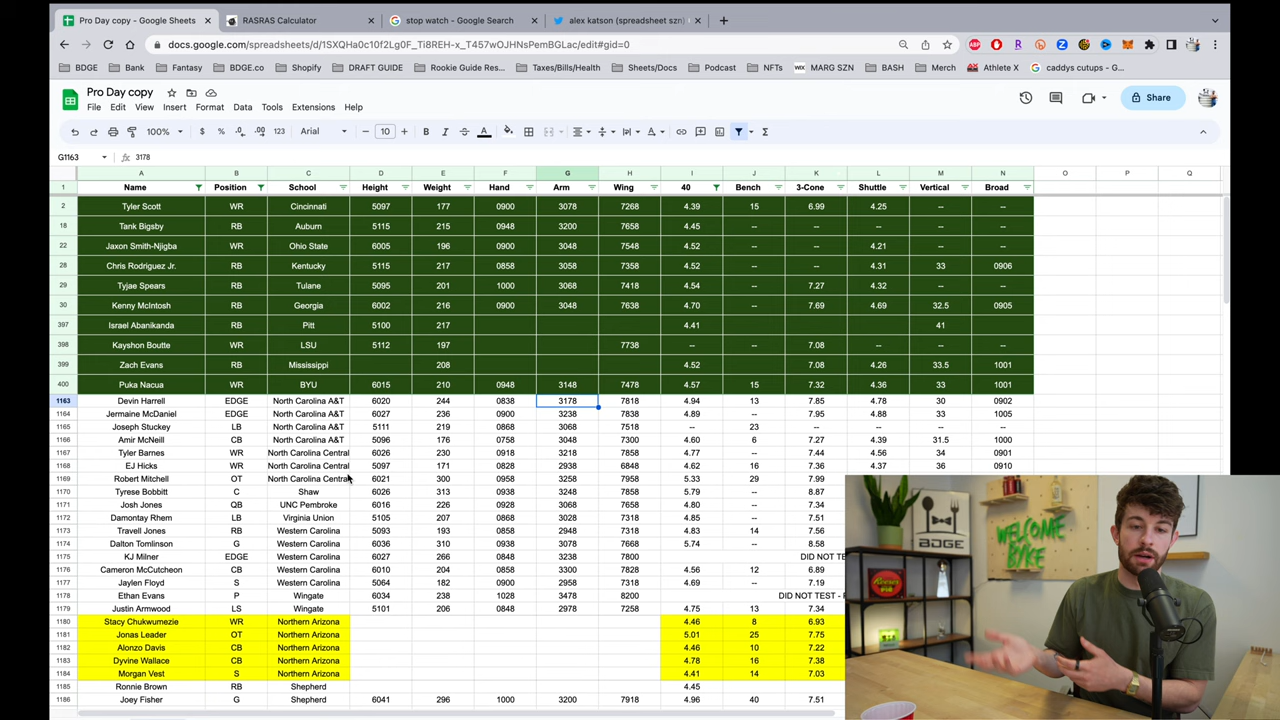 Pro Day copy - Google Sheets × RASRAS Calculator × stop watch - Google Search × alex katson (spreadsheet szn) ×
docs.google.com/spreadsheets/d/1SXQHa0c10f2Lg0F_Ti8REH-x_T457wOJHNsPemBGLac/edit#gid=0
BDGE Bank Fantasy BDGE.co Shopify DRAFT GUIDE Rookie Guide Res... Taxes/Bills/Health Sheets/Docs Podcast NFTs WIX MARG SZN BASH Merch Athlete X caddys cutups - G...
Pro Day copy
File Edit View Insert Format Data Tools Extensions Help
Share
100% $ % .0 .00 123 Arial 10 B I S A
G1163 fx 3178
A B C D E F G H I J K L M N O P Q
1 Name Position School Height Weight Hand Arm Wing 40 Bench 3-Cone Shuttle Vertical Broad
2 Tyler Scott WR Cincinnati 5097 177 0900 3078 7268 4.39 15 6.99 4.25 -- --
18 Tank Bigsby RB Auburn 5115 215 0948 3200 7658 4.45 -- -- -- -- --
22 Jaxon Smith-Njigba WR Ohio State 6005 196 0900 3048 7548 4.52 -- -- 4.21 -- --
28 Chris Rodriguez Jr. RB Kentucky 5115 217 0858 3058 7358 4.52 -- -- 4.31 33 0906
29 Tyjae Spears RB Tulane 5095 201 1000 3068 7418 4.54 -- 7.27 4.32 -- --
30 Kenny McIntosh RB Georgia 6002 216 0900 3048 7638 4.70 -- 7.69 4.69 32.5 0905
397 Israel Abanikanda RB Pitt 5100 217 4.41 41
398 Kayshon Boutte WR LSU 5112 197 7738 -- -- 7.08 -- -- --
399 Zach Evans RB Mississippi 208 4.52 7.08 4.26 33.5 1001
400 Puka Nacua WR BYU 6015 210 0948 3148 7478 4.57 15 7.32 4.36 33 1001
1163 Devin Harrell EDGE North Carolina A&T 6020 244 0838 3178 7818 4.94 13 7.85 4.78 30 0902
1164 Jermaine McDaniel EDGE North Carolina A&T 6027 236 0900 3238 7838 4.89 -- 7.95 4.88 33 1005
1165 Joseph Stuckey LB North Carolina A&T 5111 219 0868 3068 7518 -- 23 -- -- -- --
1166 Amir McNeill CB North Carolina A&T 5096 176 0758 3048 7300 4.60 6 7.27 4.39 31.5 1000
1167 Tyler Barnes WR North Carolina Central 6026 230 0918 3218 7858 4.77 -- 7.44 4.54 34 0901
1168 EJ Hicks WR North Carolina Central 5097 171 0828 2938 6848 4.62 16 7.36 4.37 36 0910
1169 Robert Mitchell OT North Carolina Central 6021 300 0958 3258 7958 5.33 29 7.99
1170 Tyrese Bobbitt C Shaw 6026 313 0938 3248 7858 5.79 -- 8.87
1171 Josh Jones QB UNC Pembroke 6016 226 0928 3068 7508 4.80 -- 7.34
1172 Damontay Rhem LB Virginia Union 5105 207 0868 3028 7318 4.85 -- 7.51
1173 Travell Jones RB Western Carolina 5093 193 0858 2948 7318 4.83 14 7.56
1174 Dalton Tomlinson G Western Carolina 6036 310 0938 3078 7668 5.74 -- 8.58
1175 KJ Milner EDGE Western Carolina 6027 266 0848 3238 7800 DID NOT TE
1176 Cameron McCutcheon CB Western Carolina 6010 204 0858 3300 7828 4.56 12 6.89
1177 Jaylen Floyd S Western Carolina 5064 182 0900 2958 7318 4.69 -- 7.19
1178 Ethan Evans P Wingate 6034 238 1028 3478 8200 DID NOT TEST - F
1179 Justin Armwood LS Wingate 5101 206 0848 2978 7258 4.75 13 7.34
1180 Stacy Chukwumezie WR Northern Arizona 4.46 8 6.93
1181 Jonas Leader OT Northern Arizona 5.01 25 7.75
1182 Alonzo Davis CB Northern Arizona 4.46 10 7.22
1183 Dyvine Wallace CB Northern Arizona 4.78 16 7.38
1184 Morgan Vest S Northern Arizona 4.41 14 7.03
1185 Ronnie Brown RB Shepherd 4.45
1186 Joey Fisher G Shepherd 6041 296 1000 3200 7918 4.96 40 7.51
BDGE
WELCOME